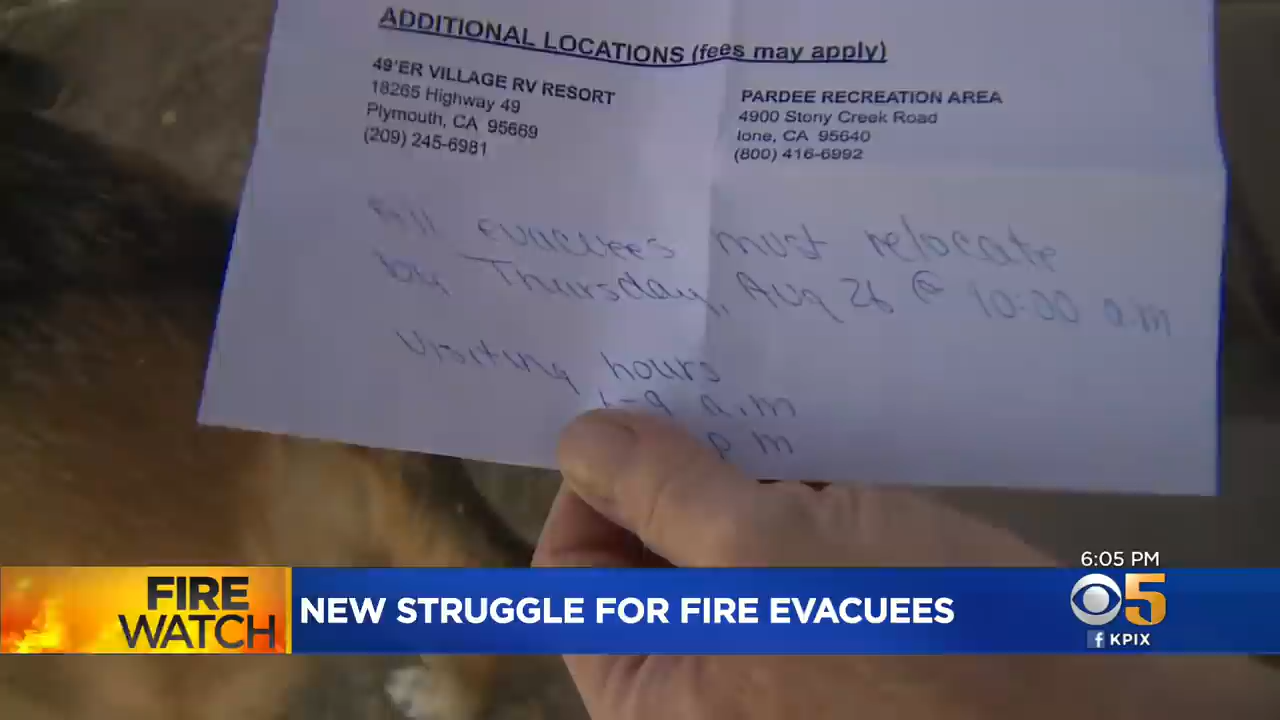 ADDITIONAL LOCATIONS (fees may apply)
49'ER VILLAGE RV RESORT
18265 Highway 49
Plymouth, CA 95669
(209) 245-6981
PARDEE RECREATION AREA
4900 Stony Creek Road
Ione, CA 95640
(800) 416-6992
All evacuees must relocate
by Thursday, Aug 26 @ 10:00 a.m
Visiting hours
-9 a.m
p m
6:05 PM
FIRE
WATCH
NEW STRUGGLE FOR FIRE EVACUEES
5
f KPIX